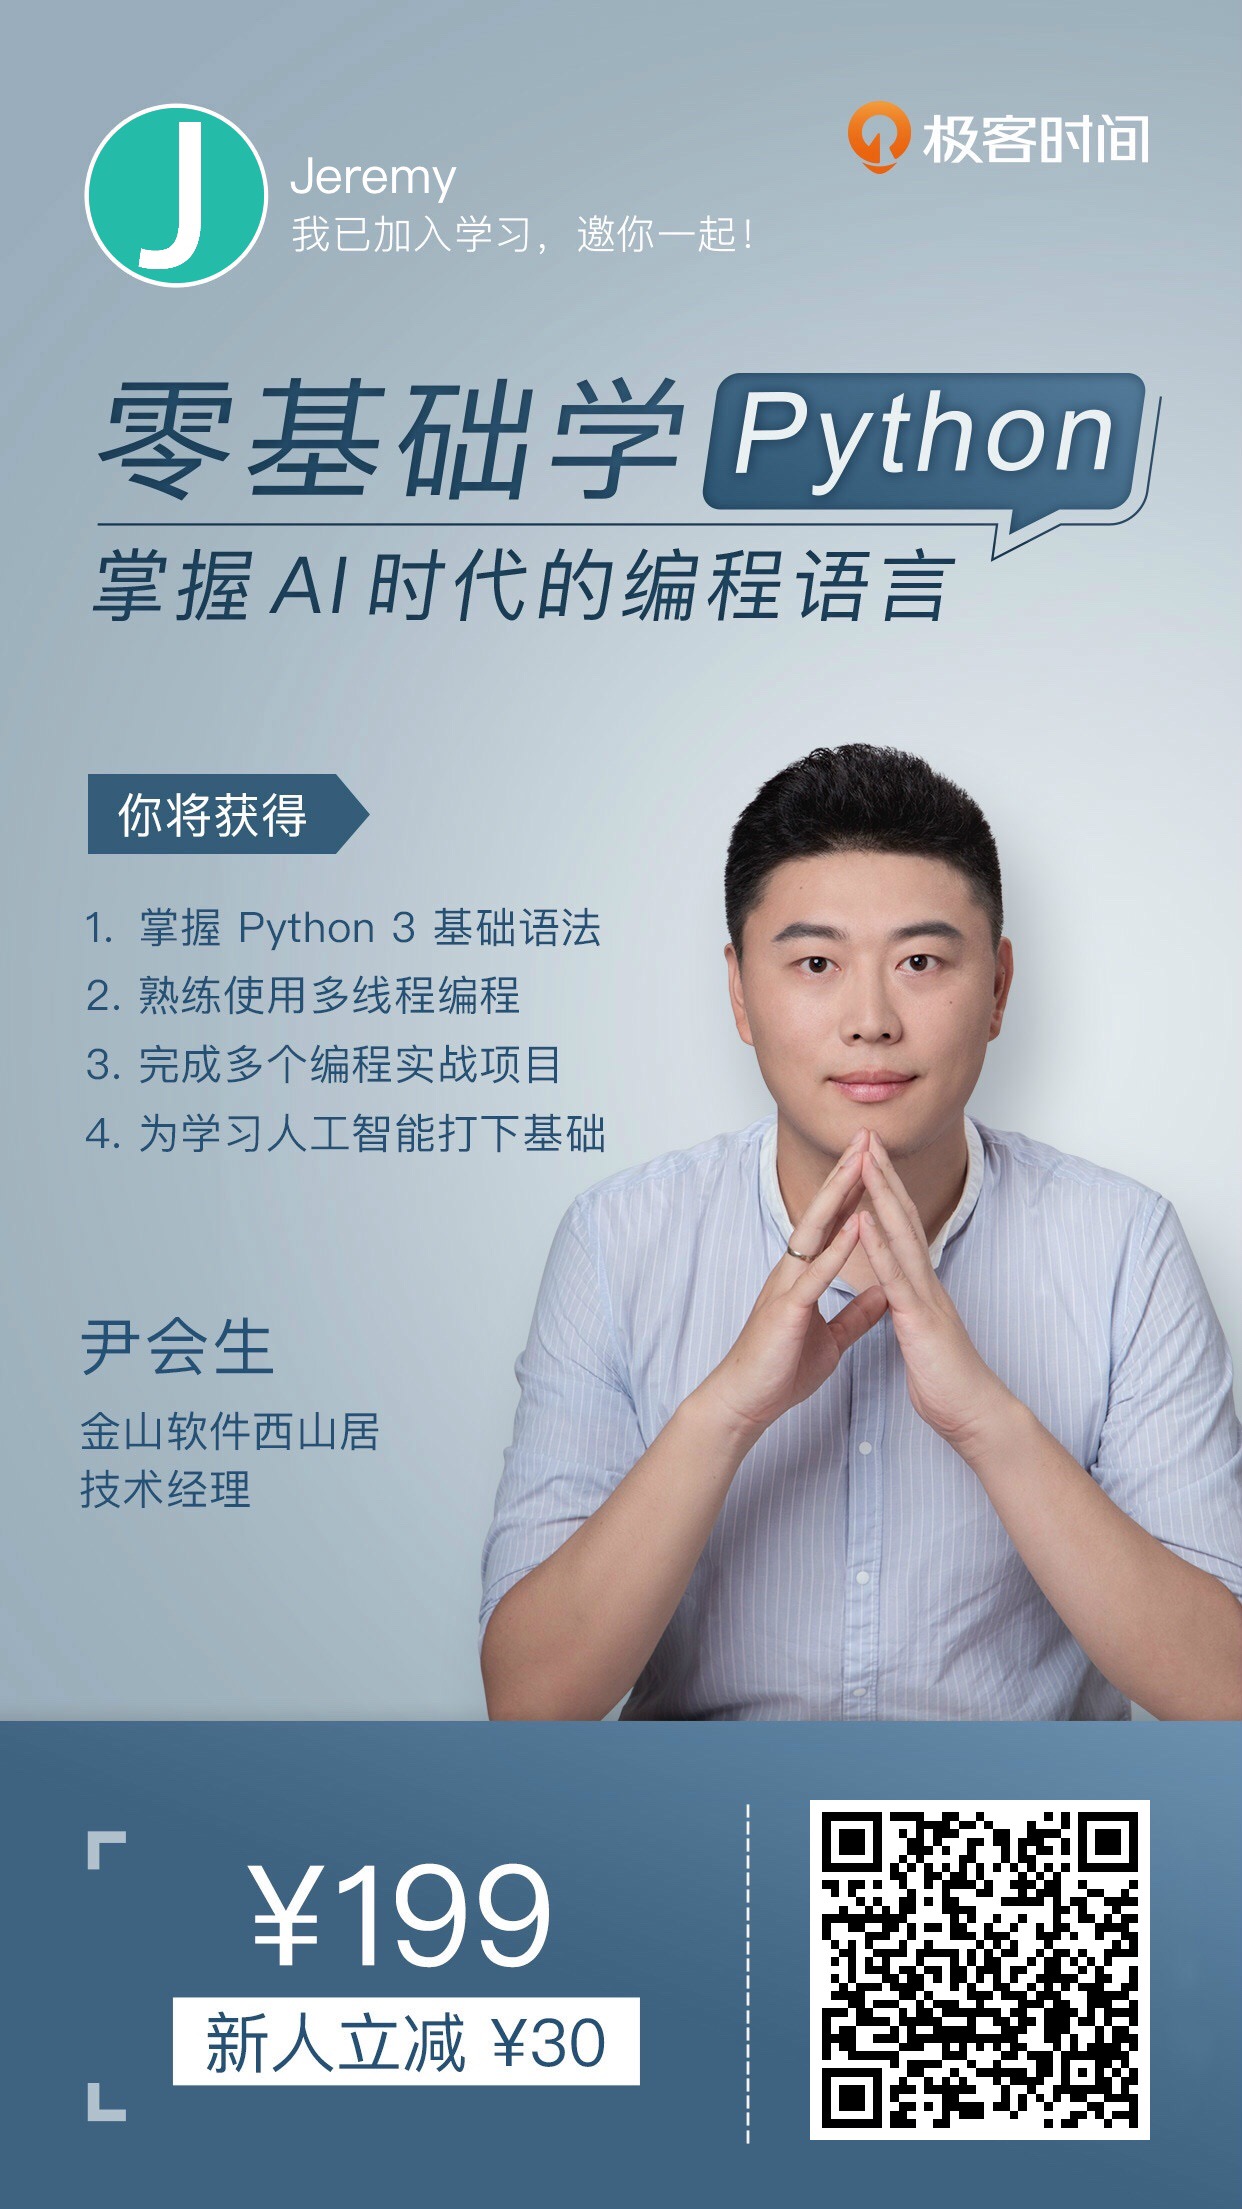 J
Jeremy
我已加入学习，邀你一起！
极客时间
零基础学 Python
掌握 AI 时代的编程语言
你将获得
1. 掌握 Python 3 基础语法
2. 熟练使用多线程编程
3. 完成多个编程实战项目
4. 为学习人工智能打下基础
尹会生
金山软件西山居
技术经理
¥199
新人立减 ¥30